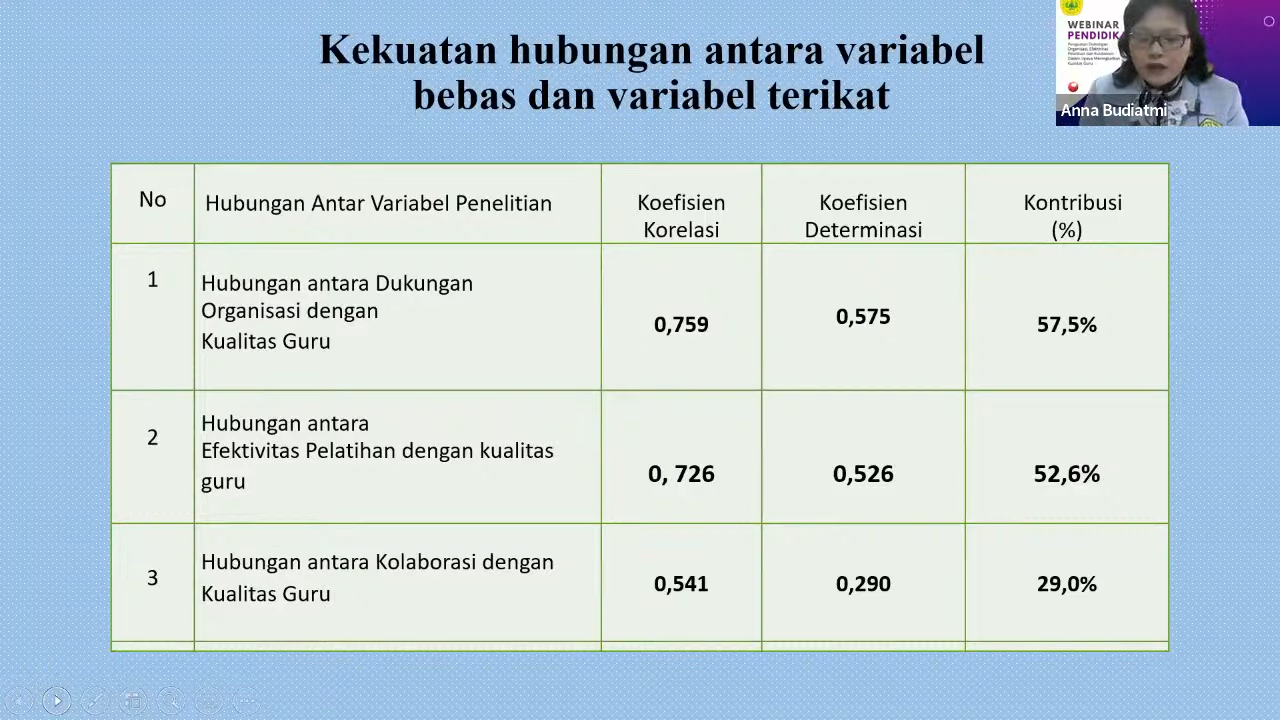 Kekuatan hubungan antara variabel
bebas dan variabel terikat
WEBINAR
PENDIDIK
Anna Budiatmi
No
Hubungan Antar Variabel Penelitian
Koefisien
Korelasi
Koefisien
Determinasi
Kontribusi
(%)
1
Hubungan antara Dukungan
Organisasi dengan
Kualitas Guru
0,759
0,575
57,5%
2
Hubungan antara
Efektivitas Pelatihan dengan kualitas
guru
0, 726
0,526
52,6%
3
Hubungan antara Kolaborasi dengan
Kualitas Guru
0,541
0,290
29,0%